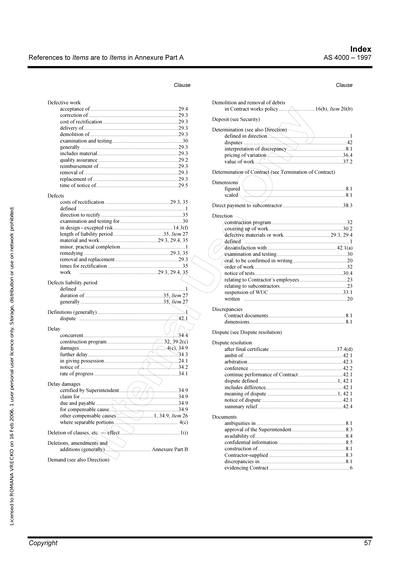 Index
References to Items are to Items in Annexure Part A
AS 4000 – 1997
Clause
Defective work
acceptance of 29.4
correction of 29.3
cost of rectification 29.3
delivery of 29.3
demolition of 29.3
examination and testing 30
generally 29.3
includes material 29.3
quality assurance 29.2
reimbursement of 29.3
removal of 29.3
replacement of 29.3
time of notice of 29.5
Defects
costs of rectification 29.3, 35
defined 1
direction to rectify 35
examination and testing for 30
in design - excepted risk 14.3(f)
length of liability period 35, Item 27
material and work 29.3, 29.4, 35
minor, practical completion 1
remedying 29.3, 35
removal and replacement 29.3
times for rectification 35
work 29.3, 29.4, 35
Defects liability period
defined 1
duration of 35, Item 27
generally 35, Item 27
Definitions (generally) 1
dispute 42.1
Delay
concurrent 34.4
construction program 32, 39.2(c)
damages 4(c), 34.9
further delay 34.3
in giving possession 24.1
notice of 34.2
rate of progress 34.1
Delay damages
certified by Superintendent 34.9
claim for 34.9
due and payable 34.9
for compensable cause 34.9
other compensable causes 1, 34.9, Item 26
where separable portions 4(c)
Deletion of clauses, etc. — effect 1(i)
Deletions, amendments and
additions (generally) Annexure Part B
Demand (see also Direction)
Clause
Demolition and removal of debris
in Contract works policy 16(b), Item 20(b)
Deposit (see Security)
Determination (see also Direction)
defined in direction 1
disputes 42
interpretation of discrepancy 8.1
pricing of variation 36.4
value of work 37.2
Determination of Contract (see Termination of Contract)
Dimensions
figured 8.1
scaled 8.1
Direct payment to subcontractor 38.3
Direction
construction program 32
covering up of work 30.2
defective materials or work 29.3, 29.4
defined 1
dissatisfaction with 42.1(a)
examination and testing 30
oral, to be confirmed in writing 20
order of work 32
notice of tests 30.4
relating to Contractor's employees 23
relating to subcontractors 23
suspension of WUC 33.1
written 20
Discrepancies
Contract documents 8.1
dimensions 8.1
Dispute (see Dispute resolution)
Dispute resolution
after final certificate 37.4(d)
ambit of 42.1
arbitration 42.3
conference 42.2
continue performance of Contract 42.1
dispute defined 1, 42.1
includes difference 42.1
meaning of dispute 1, 42.1
notice of dispute 42.1
summary relief 42.4
Documents
ambiguities in 8.1
approval of the Superintendent 8.3
availability of 8.4
confidential information 8.5
construction of 8.1
Contractor-supplied 8.3
discrepancies in 8.1
evidencing Contract 6
Copyright
57